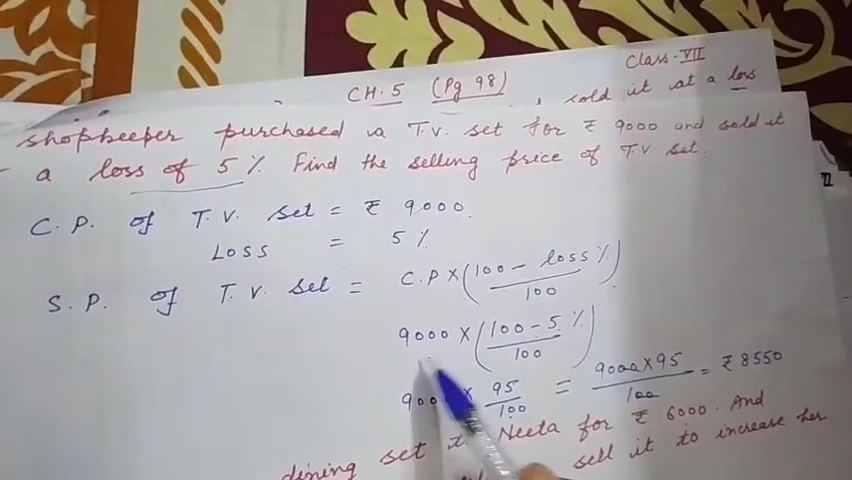 Class-VII
CH.5 (Pg 98)
, sold it at a loss
shopkeeper purchased a T.V. set for ₹ 9000 and sold it
a loss of 5 % Find the selling price of T.V set.
C.P. of T.V. set = ₹ 9000.
LOSS = 5 %
S.P. of T.V. set = C.P × (100 - loss %/100)
9000 × (100 - 5 %/100)
900 × 95/100 = 9000×95/100 = ₹ 8550
dining set to Neeta for ₹ 6000. And
sell it to increase her